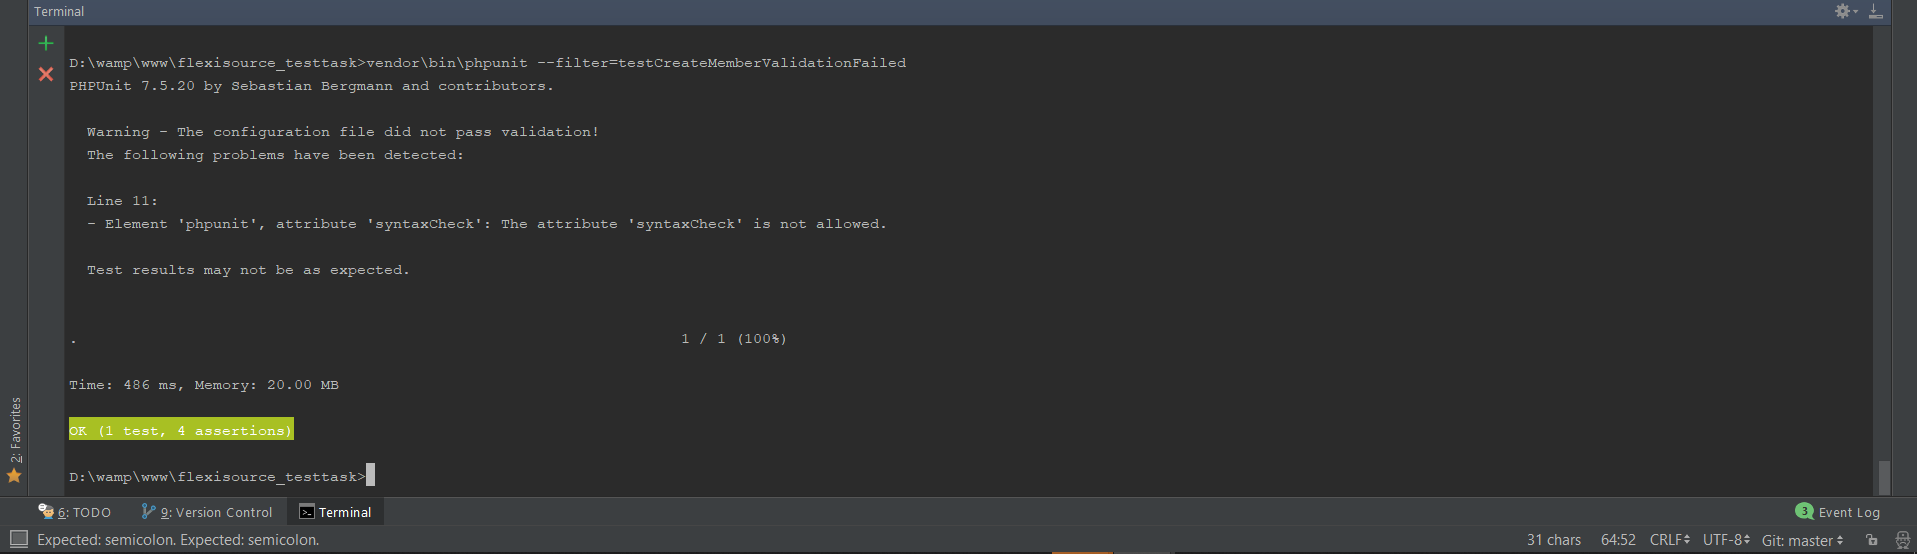 Terminal
D:\wamp\www\flexisource_testtask>vendor\bin\phpunit --filter=testCreateMemberValidationFailed
PHPUnit 7.5.20 by Sebastian Bergmann and contributors.
Warning - The configuration file did not pass validation!
The following problems have been detected:
Line 11:
- Element 'phpunit', attribute 'syntaxCheck': The attribute 'syntaxCheck' is not allowed.
Test results may not be as expected.
. 1 / 1 (100%)
Time: 486 ms, Memory: 20.00 MB
OK (1 test, 4 assertions)
D:\wamp\www\flexisource_testtask>
2: Favorites
6: TODO 9: Version Control Terminal 3 Event Log
Expected: semicolon. Expected: semicolon. 31 chars 64:52 CRLF UTF-8 Git: master